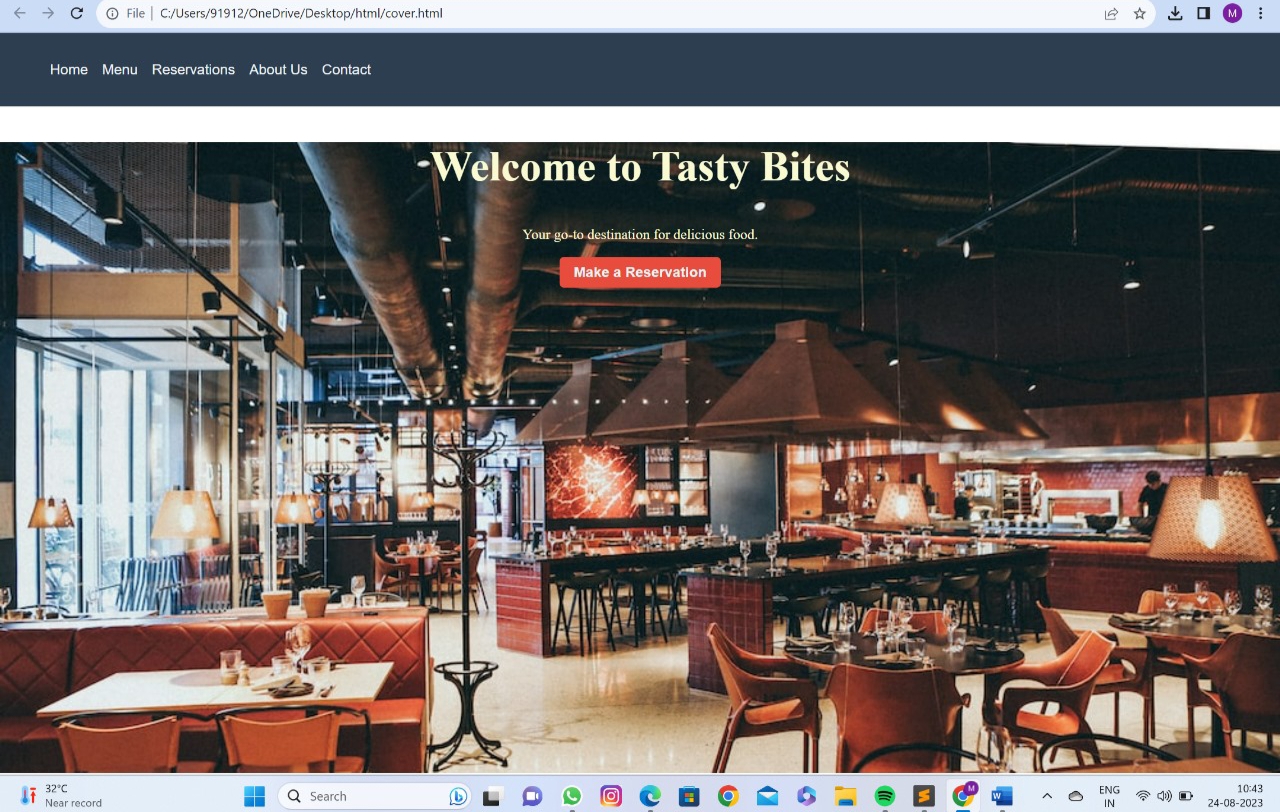 File
C:/Users/91912/OneDrive/Desktop/html/cover.html
M
Home Menu Reservations About Us Contact
Welcome to Tasty Bites
Your go-to destination for delicious food.
Make a Reservation
32°C
Near record
Search
M
ENG
IN
10:43
24-08-2023